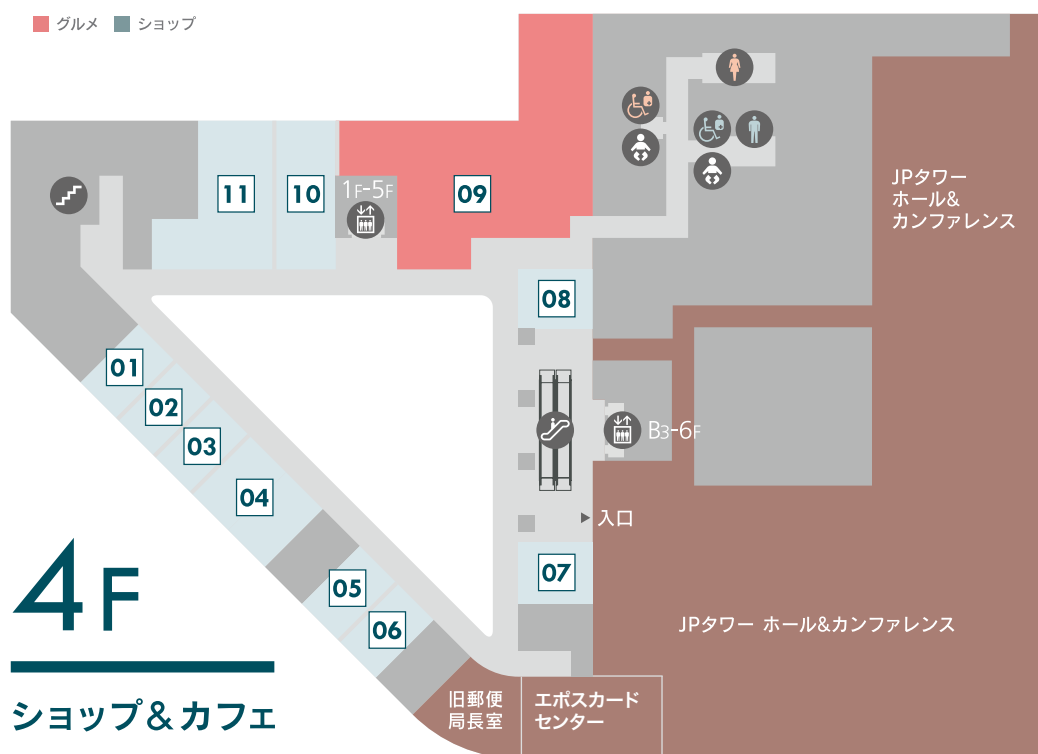 グルメ
ショップ
1F-5F
11
10
09
JPタワー
ホール&
カンファレンス
08
01
02
03
04
B3-6F
入口
07
05
06
4F
ショップ&カフェ
JPタワー ホール&カンファレンス
旧郵便
局長室
エポスカード
センター